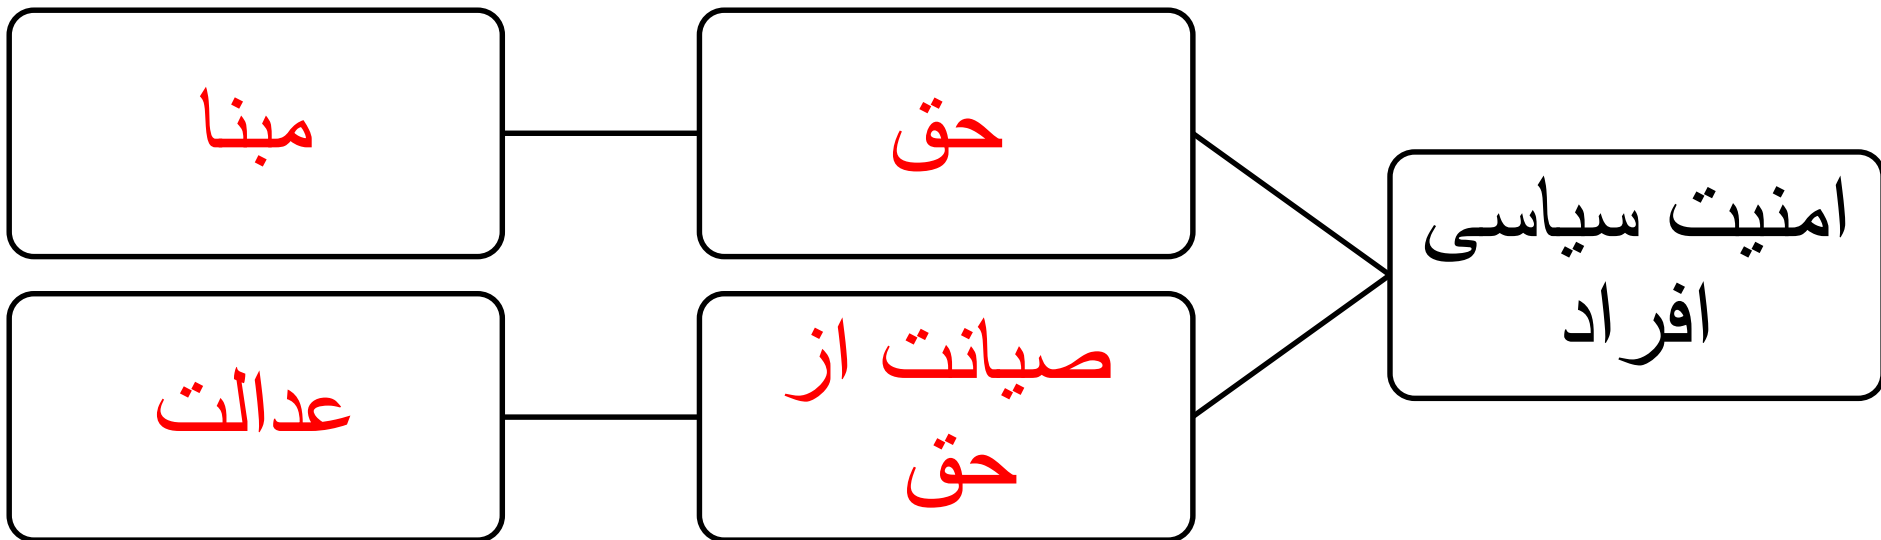 امنیت سیاسی
افراد
حق
مبنا
صیانت از
حق
عدالت